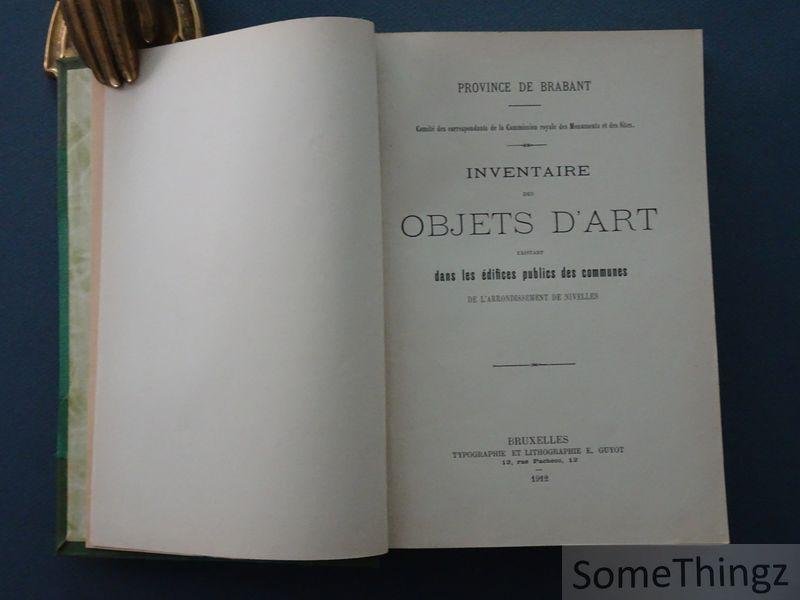 PROVINCE DE BRABANT
Comité des correspondants de la Commission royale des Monuments et des Sites.
INVENTAIRE
DES
OBJETS D'ART
EXISTANT
dans les édifices publics des communes
DE L'ARRONDISSEMENT DE NIVELLES
BRUXELLES
TYPOGRAPHIE ET LITHOGRAPHIE E. GUYOT
12, rue Pacheco, 12
1912
SomeThingz